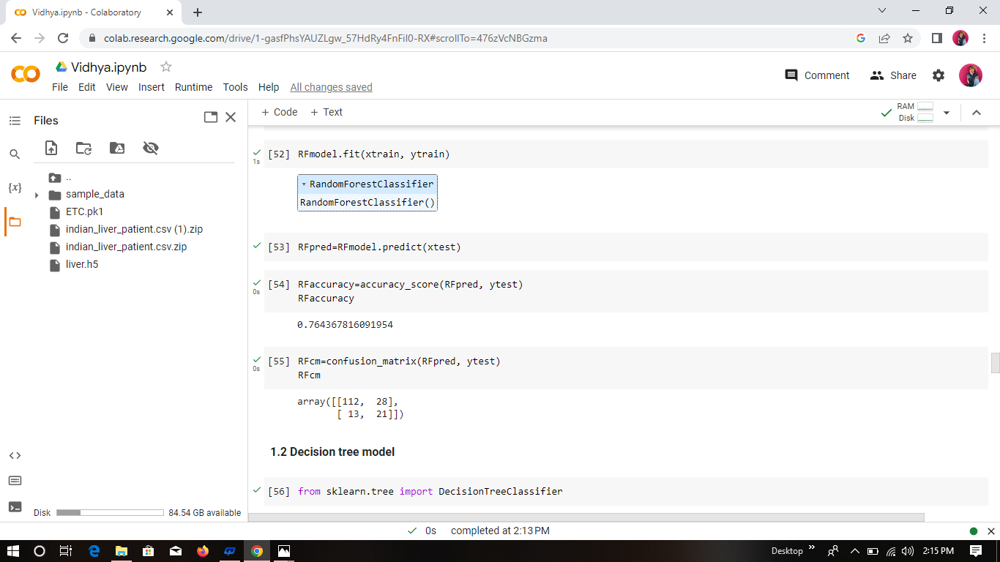 Vidhya.ipynb - Colaboratory
colab.research.google.com/drive/1-gasfPhsYAUZLgw_57HdRy4FnFil0-RX#scrollTo=476zVcNBGzma
Vidhya.ipynb
File Edit View Insert Runtime Tools Help All changes saved
Comment Share
Files
+ Code + Text
RAM
Disk
{x}
..
sample_data
ETC.pk1
indian_liver_patient.csv (1).zip
indian_liver_patient.csv.zip
liver.h5
Disk 84.54 GB available
1s
[52] RFmodel.fit(xtrain, ytrain)
RandomForestClassifier
RandomForestClassifier()
[53] RFpred=RFmodel.predict(xtest)
0s
[54] RFaccuracy=accuracy_score(RFpred, ytest)
RFaccuracy
0.764367816091954
0s
[55] RFcm=confusion_matrix(RFpred, ytest)
RFcm
array([[112, 28],
[ 13, 21]])
1.2 Decision tree model
[56] from sklearn.tree import DecisionTreeClassifier
0s completed at 2:13 PM
Desktop
2:15 PM